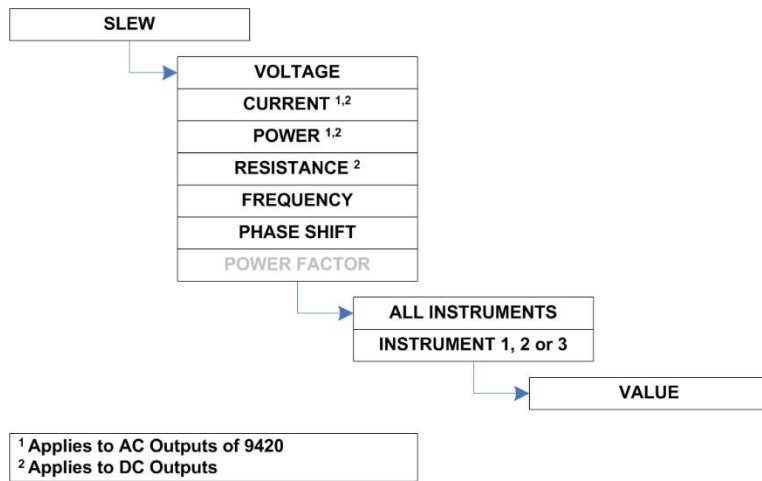 SLEW
VOLTAGE
CURRENT 1,2
POWER 1,2
RESISTANCE 2
FREQUENCY
PHASE SHIFT
POWER FACTOR
ALL INSTRUMENTS
INSTRUMENT 1, 2 or 3
VALUE
1 Applies to AC Outputs of 9420
2 Applies to DC Outputs